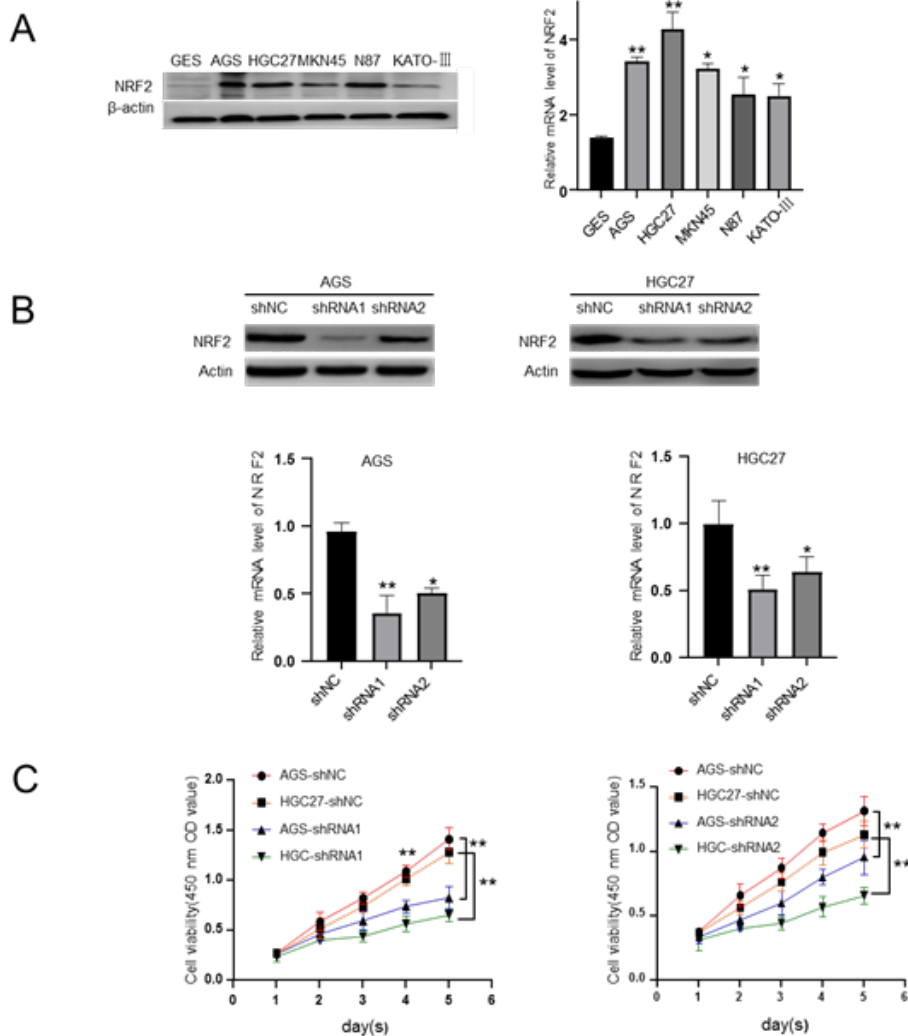 A
GES AGS HGC27MKN45 N87 KATO-III
NRF2
β-actin
Relative mRNA level of NRF2
4
2
0
**
**
*
*
*
GES
AGS
HGC27
MKN45
N87
KATO-III
B
AGS
shNC shRNA1 shRNA2
NRF2
Actin
HGC27
shNC shRNA1 shRNA2
NRF2
Actin
Relative mRNA level of NRF2
1.5
1.0
0.5
0.0
AGS
**
*
shNC
shRNA1
shRNA2
Relative mRNA level of NRF2
1.5
1.0
0.5
0.0
HGC27
**
*
shNC
shRNA1
shRNA2
C
Cell viability(450 nm OD value)
2.0
1.5
1.0
0.5
0.0
AGS-shNC
HGC27-shNC
AGS-shRNA1
HGC-shRNA1
**
**
**
0 1 2 3 4 5 6
day(s)
Cell viability(450 nm OD value)
1.5
1.0
0.5
0.0
AGS-shNC
HGC27-shNC
AGS-shRNA2
HGC-shRNA2
**
**
0 1 2 3 4 5 6
day(s)